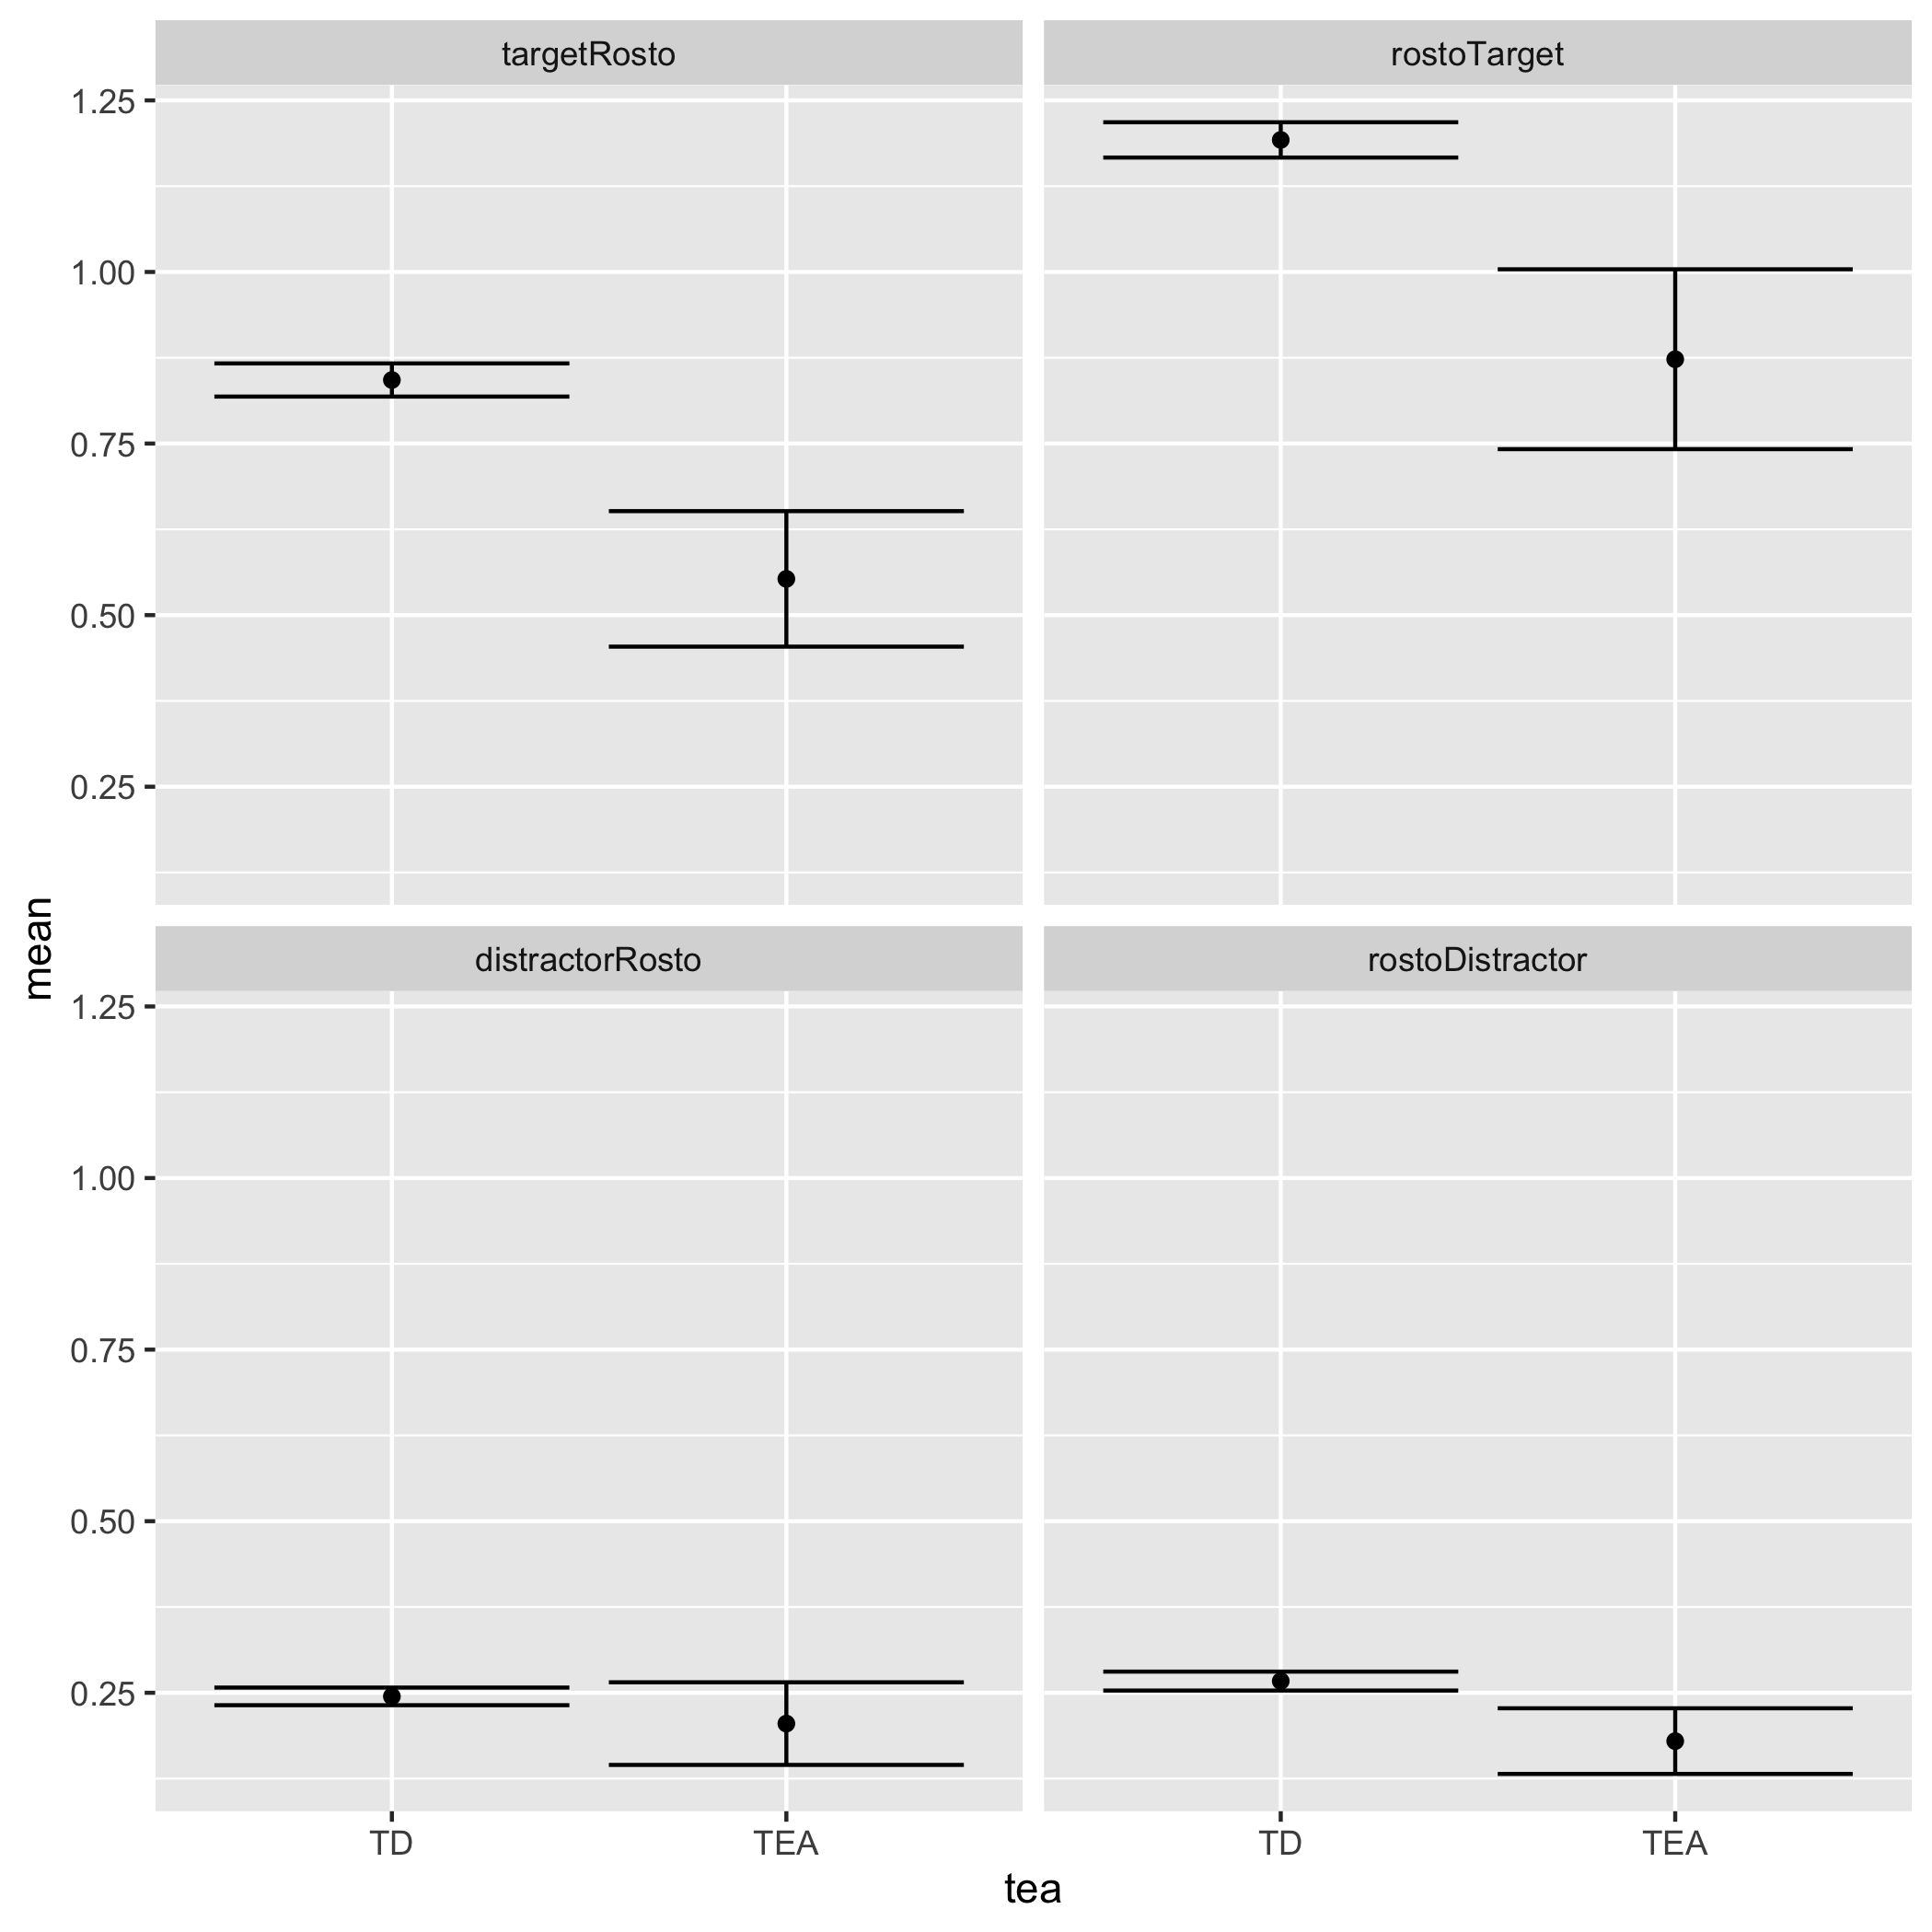 targetRosto
rostoTarget
1.25
1.00
0.75
0.50
0.25
mean
distractorRosto
rostoDistractor
1.25
1.00
0.75
0.50
0.25
TD
TEA
TD
TEA
tea